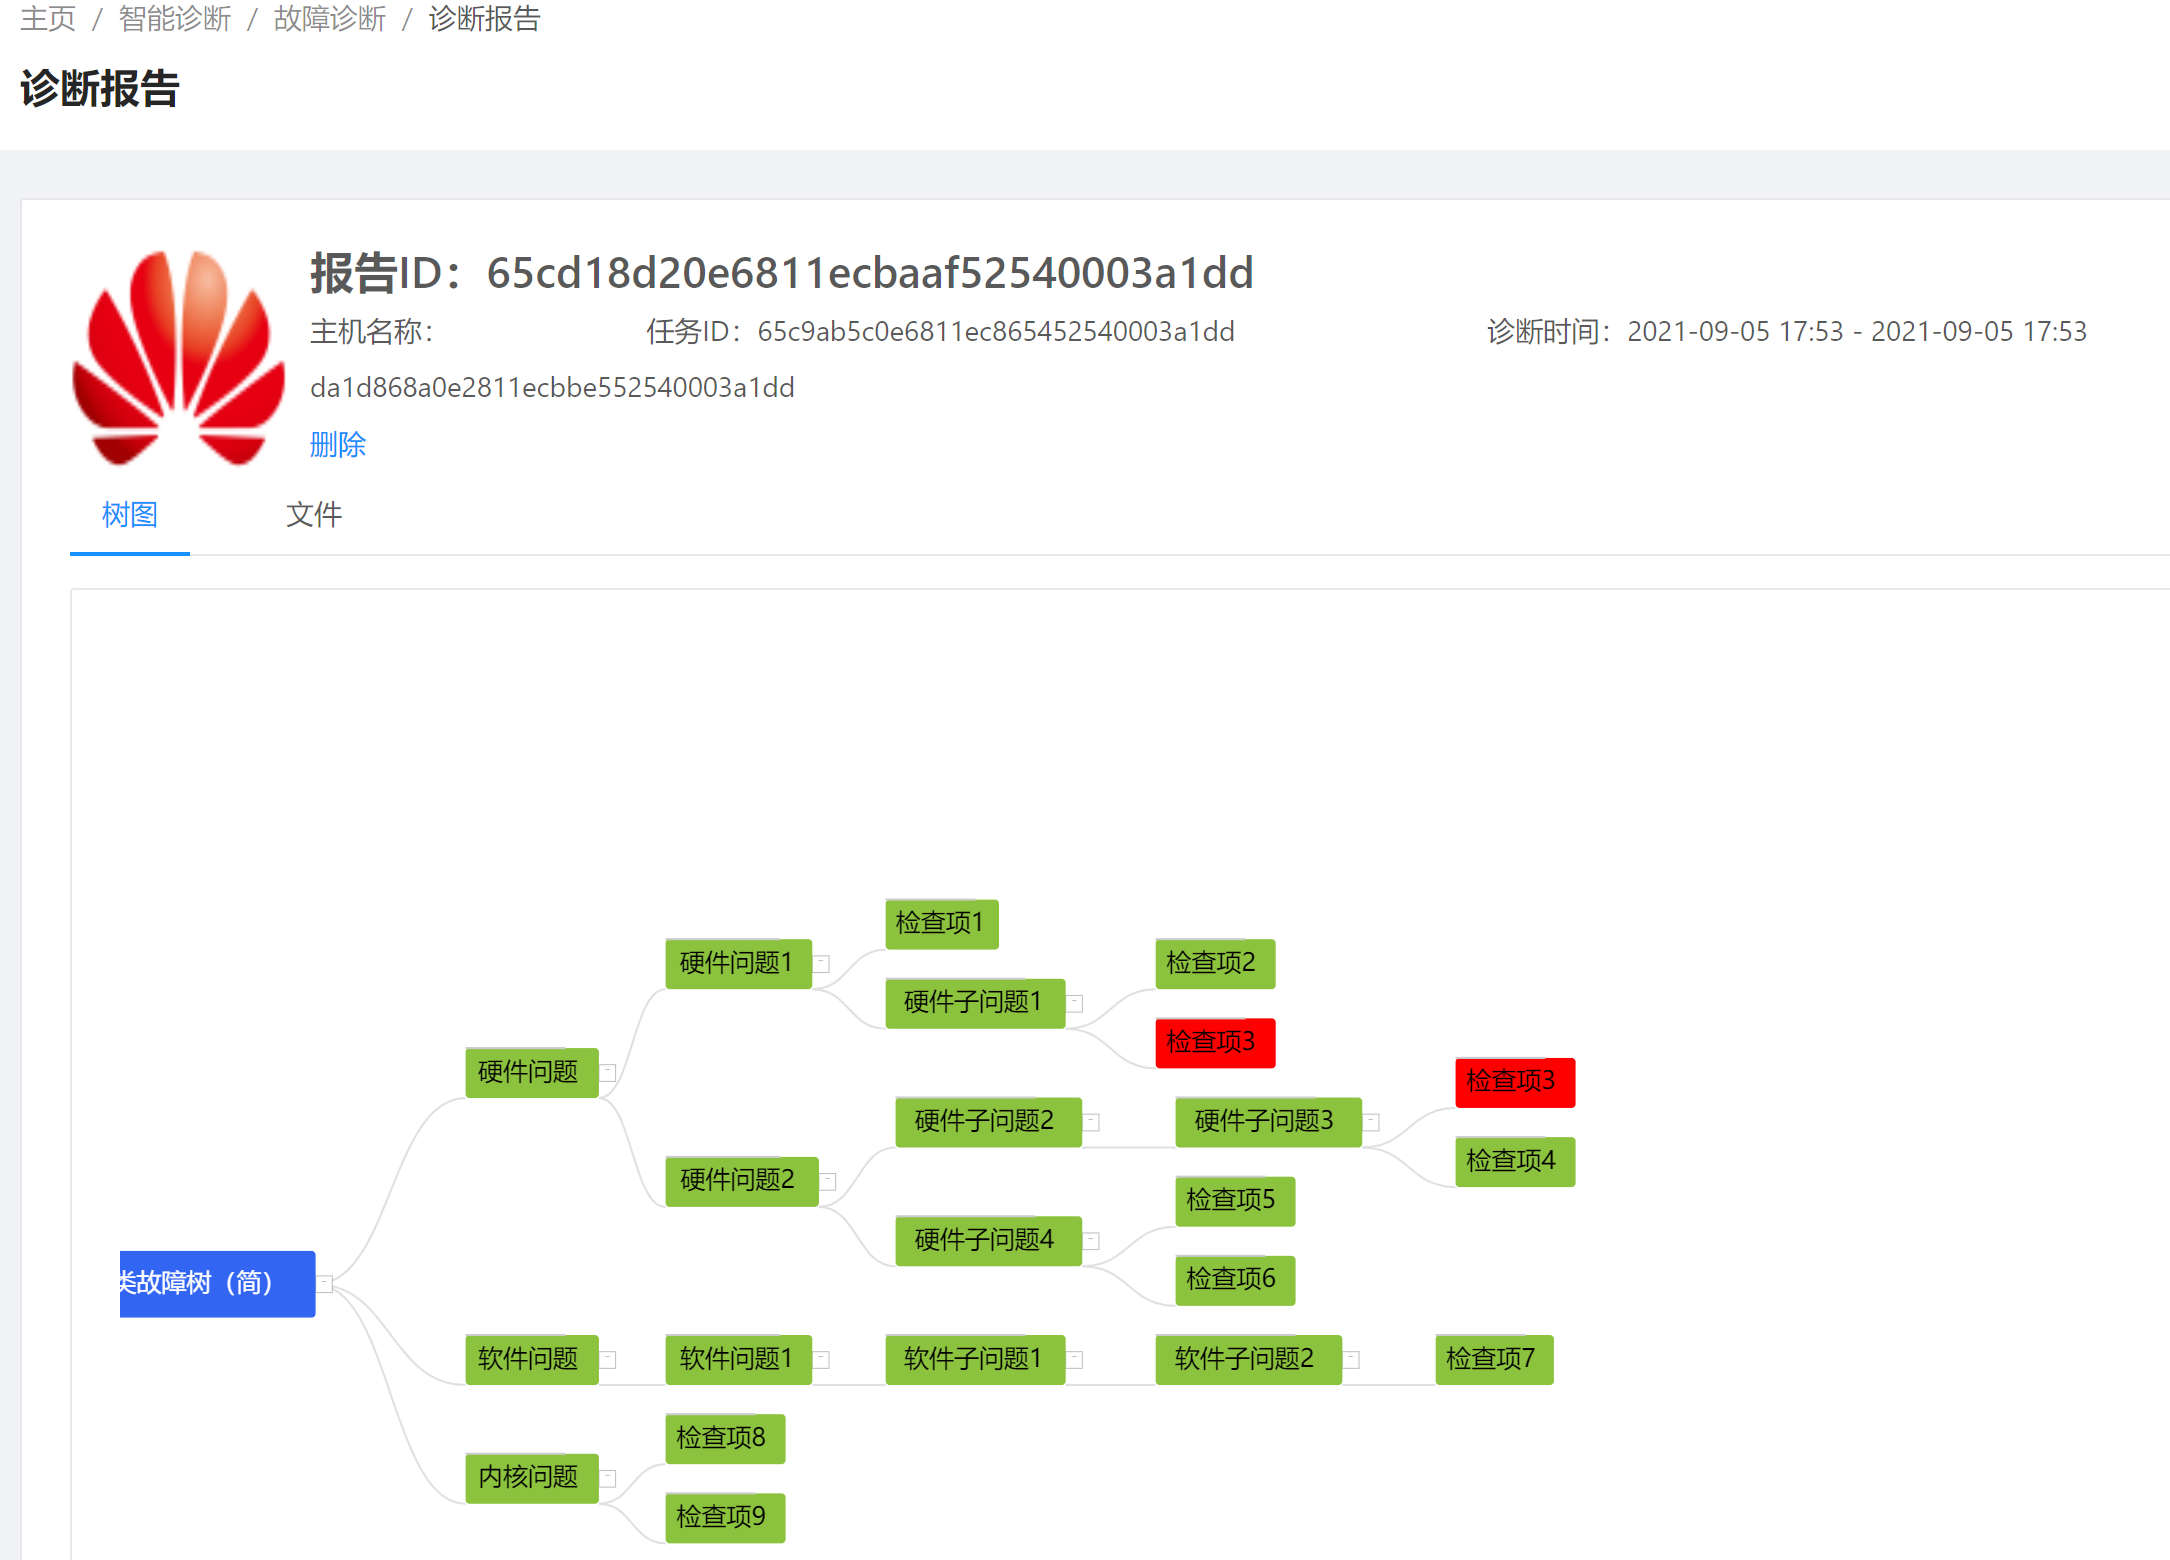 主页 / 智能诊断 / 故障诊断 / 诊断报告
诊断报告
报告ID：65cd18d20e6811ecbaaf52540003a1dd
主机名称： 任务ID：65c9ab5c0e6811ec865452540003a1dd 诊断时间：2021-09-05 17:53 - 2021-09-05 17:53
da1d868a0e2811ecbbe552540003a1dd
删除
树图 文件
检查项1
硬件问题1 检查项2
硬件子问题1
检查项3
硬件问题 检查项3
硬件子问题2 硬件子问题3
检查项4
硬件问题2 检查项5
硬件子问题4
检查项6
类故障树（简）
软件问题 软件问题1 软件子问题1 软件子问题2 检查项7
检查项8
内核问题
检查项9